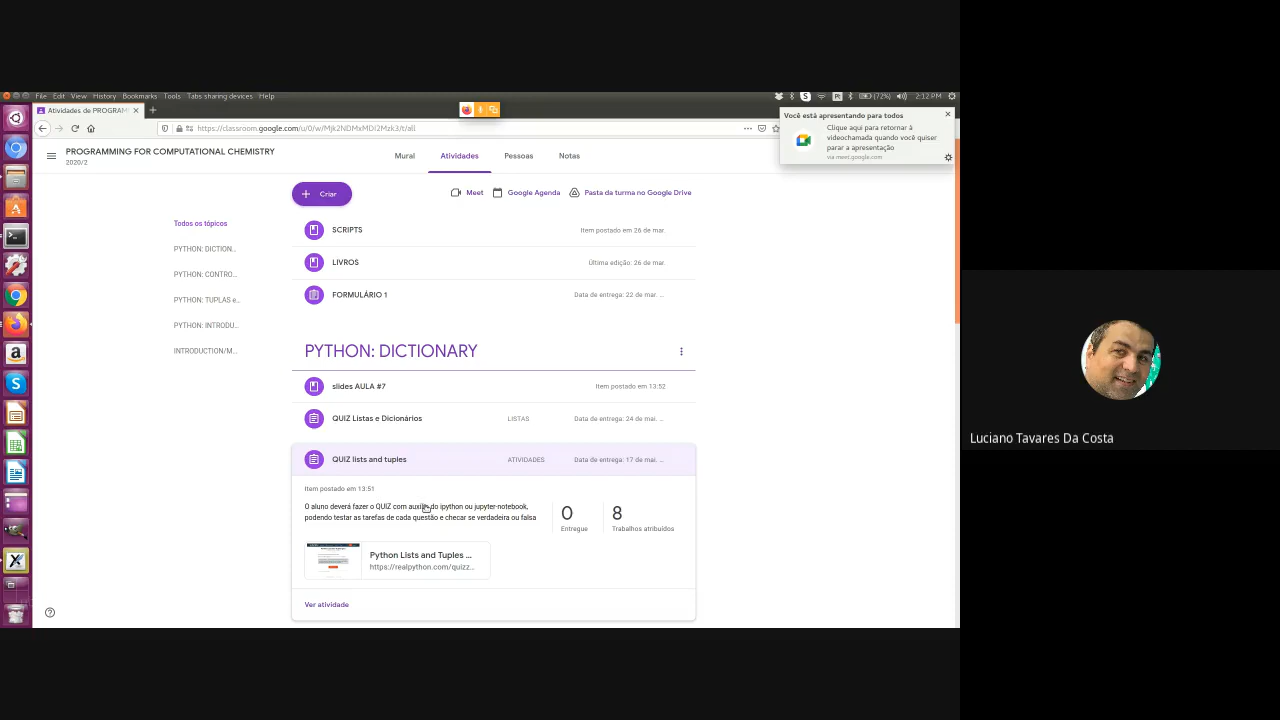 File Edit View History Bookmarks Tools Tabs sharing devices Help
(72%) 2:12 PM
Atividades de PROGRAM
https://classroom.google.com/u/0/w/Mjk2NDMxMDI2Mzk3/t/all
Você está apresentando para todos
Clique aqui para retornar à
videochamada quando você quiser
parar a apresentação
via meet.google.com
PROGRAMMING FOR COMPUTATIONAL CHEMISTRY
2020/2
Mural Atividades Pessoas Notas
+ Criar
Meet Google Agenda Pasta da turma no Google Drive
Todos os tópicos
PYTHON: DICTION...
PYTHON: CONTRO...
PYTHON: TUPLAS e...
PYTHON: INTRODU...
INTRODUCTION/M...
SCRIPTS Item postado em 26 de mar.
LIVROS Última edição: 26 de mar.
FORMULÁRIO 1 Data de entrega: 22 de mar. ...
PYTHON: DICTIONARY
slides AULA #7 Item postado em 13:52
QUIZ Listas e Dicionários LISTAS Data de entrega: 24 de mai. ...
QUIZ lists and tuples ATIVIDADES Data de entrega: 17 de mai. ...
Item postado em 13:51
O aluno deverá fazer o QUIZ com auxilio do ipython ou jupyter-notebook,
podendo testar as tarefas de cada questão e checar se verdadeira ou falsa
0 8
Entregue Trabalhos atribuídos
Python Lists and Tuples ...
https://realpython.com/quizz...
Ver atividade
Luciano Tavares Da Costa